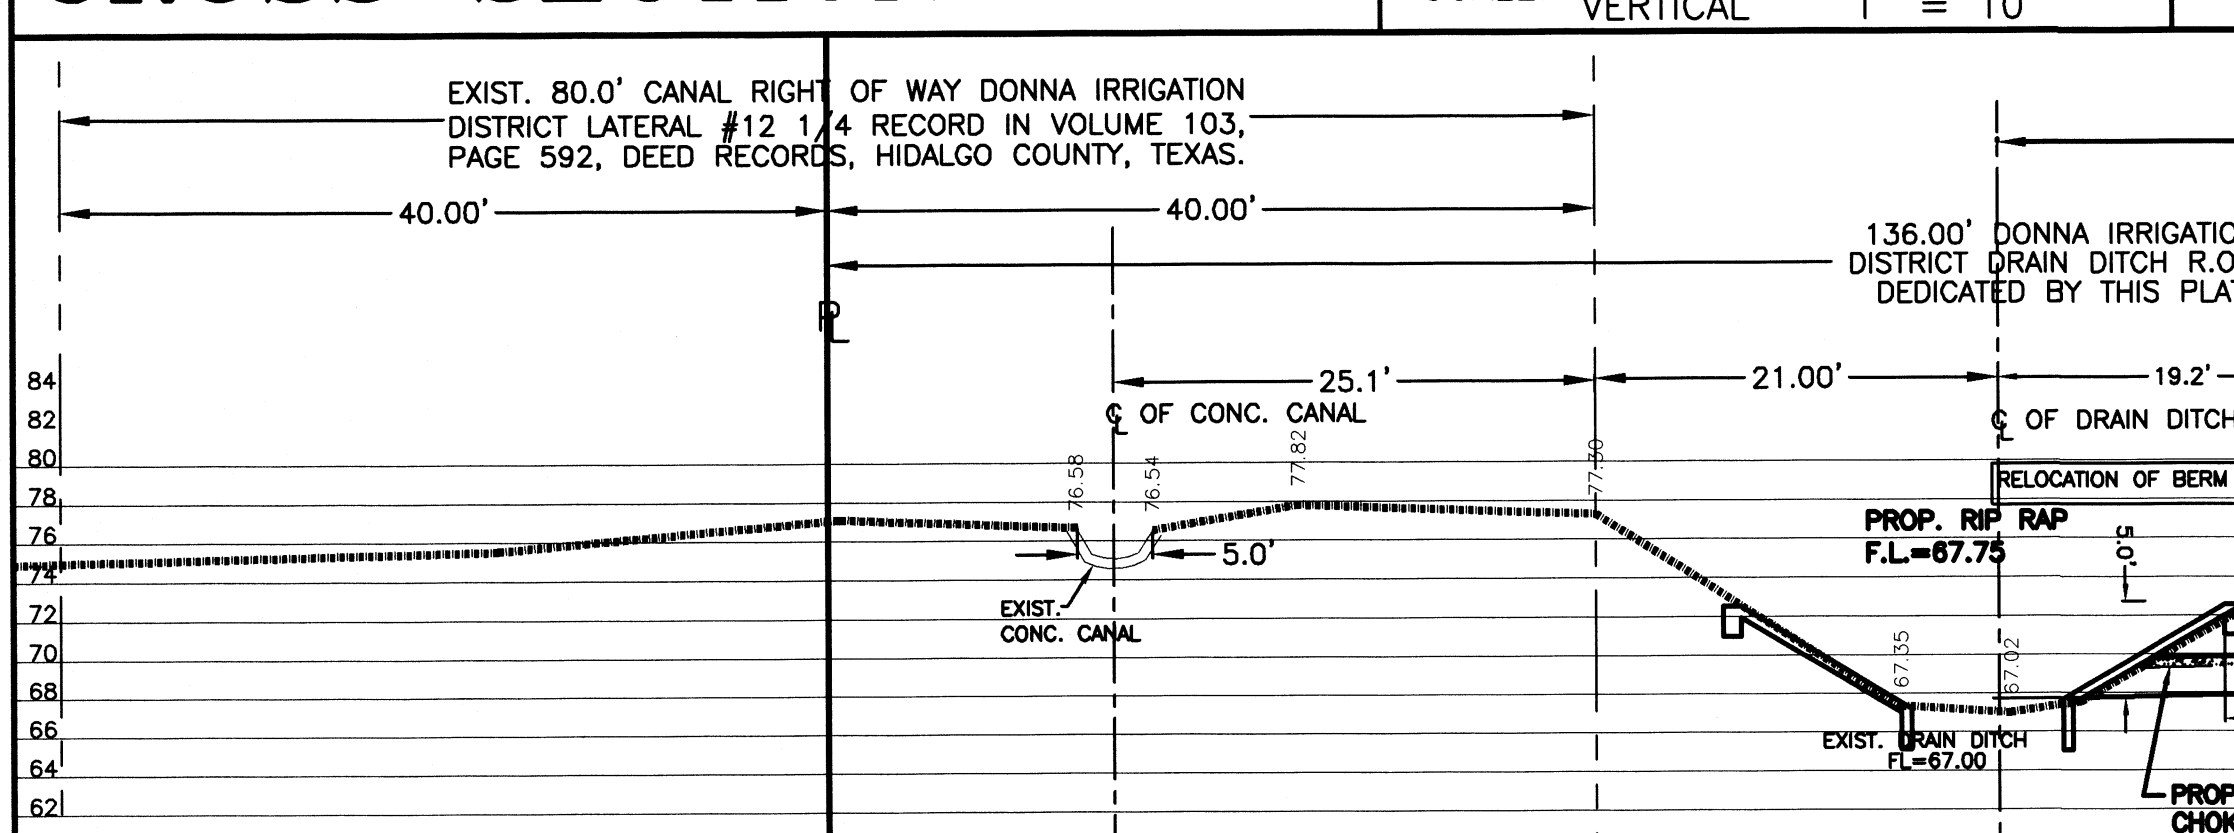 VERTICAL 1" = 10'
EXIST. 80.0' CANAL RIGHT OF WAY DONNA IRRIGATION
DISTRICT LATERAL #12 1/4 RECORD IN VOLUME 103,
PAGE 592, DEED RECORDS, HIDALGO COUNTY, TEXAS.
40.00'
40.00'
136.00' DONNA IRRIGATIO
DISTRICT DRAIN DITCH R.O
DEDICATED BY THIS PLA
PL
25.1'
21.00'
19.2'
CL OF CONC. CANAL
CL OF DRAIN DITCH
84
82
80
78
76
74
72
70
68
66
64
62
76.58
76.54
77.82
77.30
RELOCATION OF BERM
PROP. RIP RAP
F.L.=67.75
5.0'
5.0'
EXIST.
CONC. CANAL
67.35
67.02
EXIST. DRAIN DITCH
FL=67.00
PROP
CHOK